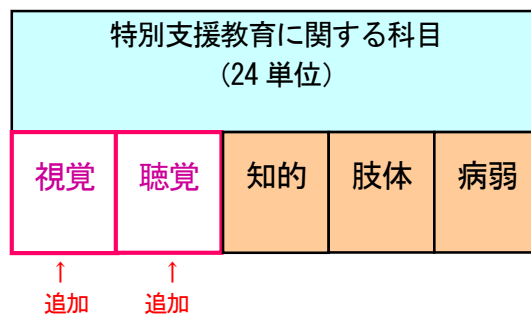 特別支援教育に関する科目
（24 単位）
視覚 聴覚 知的 肢体 病弱
↑ ↑
追加 追加